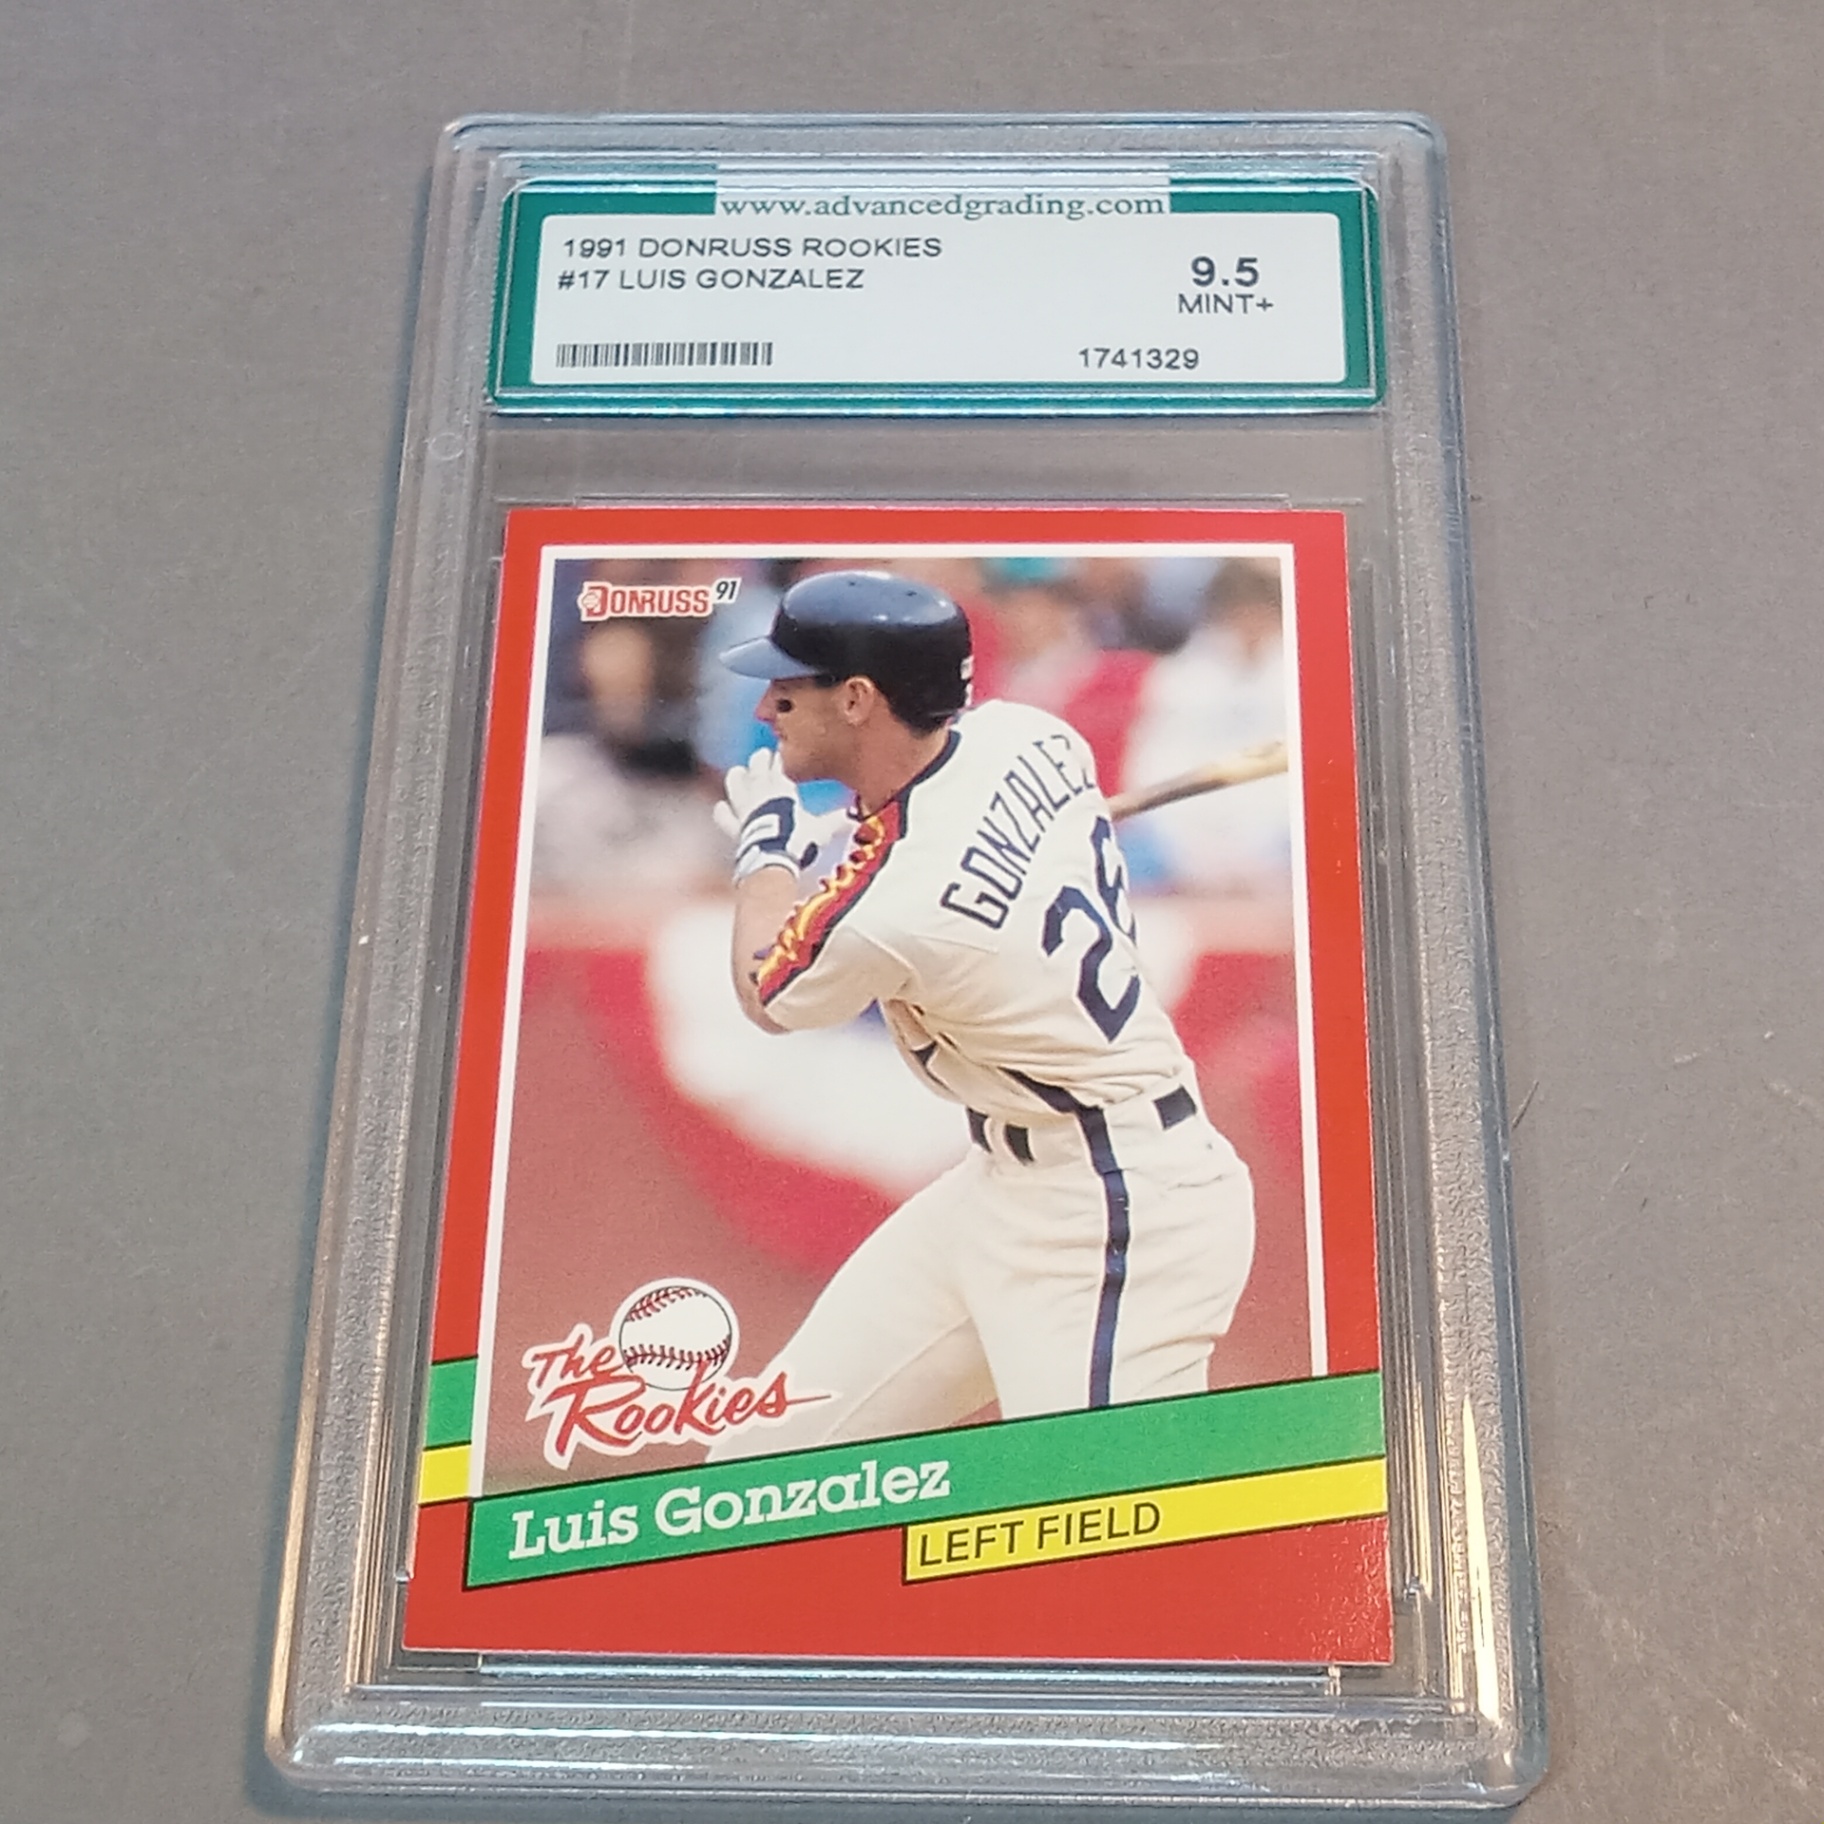 www.advancedgrading.com
1991 DONRUSS ROOKIES
#17 LUIS GONZALEZ
9.5
MINT+
1741329
DONRUSS 91
GONZALEZ
26
The
Rookies
Luis Gonzalez
LEFT FIELD